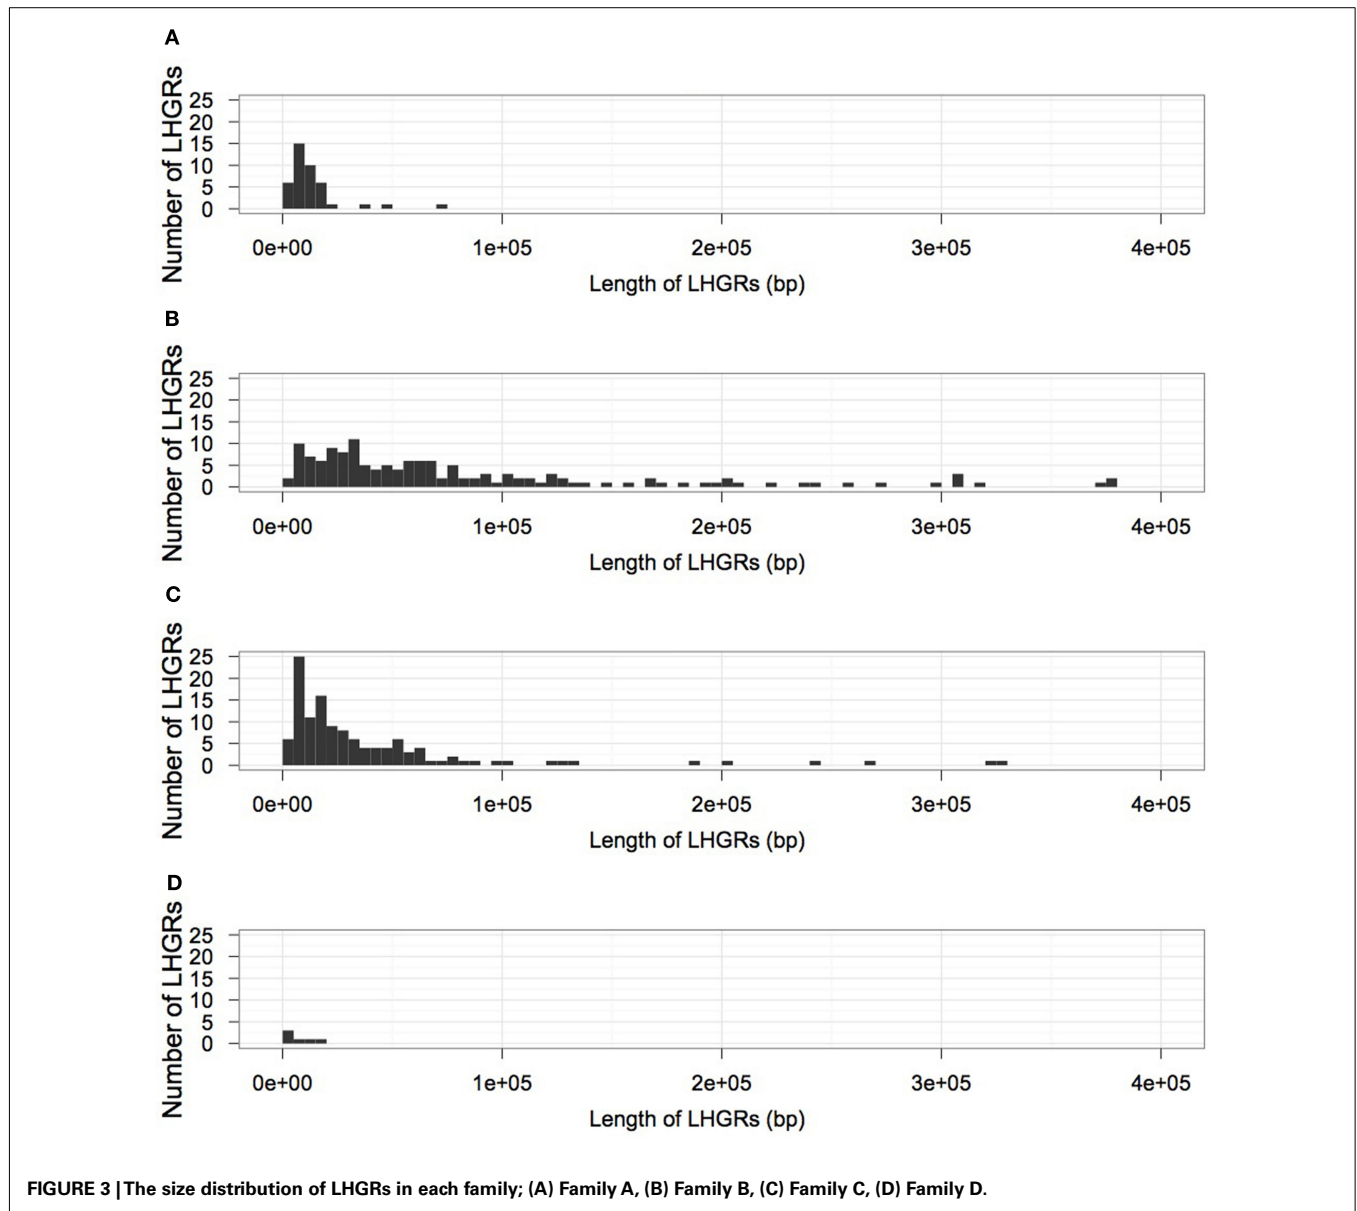 A
Number of LHGRs
25
20
15
10
5
0
0e+00 1e+05 2e+05 3e+05 4e+05
Length of LHGRs (bp)
B
Number of LHGRs
25
20
15
10
5
0
0e+00 1e+05 2e+05 3e+05 4e+05
Length of LHGRs (bp)
C
Number of LHGRs
25
20
15
10
5
0
0e+00 1e+05 2e+05 3e+05 4e+05
Length of LHGRs (bp)
D
Number of LHGRs
25
20
15
10
5
0
0e+00 1e+05 2e+05 3e+05 4e+05
Length of LHGRs (bp)
FIGURE 3 | The size distribution of LHGRs in each family; (A) Family A, (B) Family B, (C) Family C, (D) Family D.